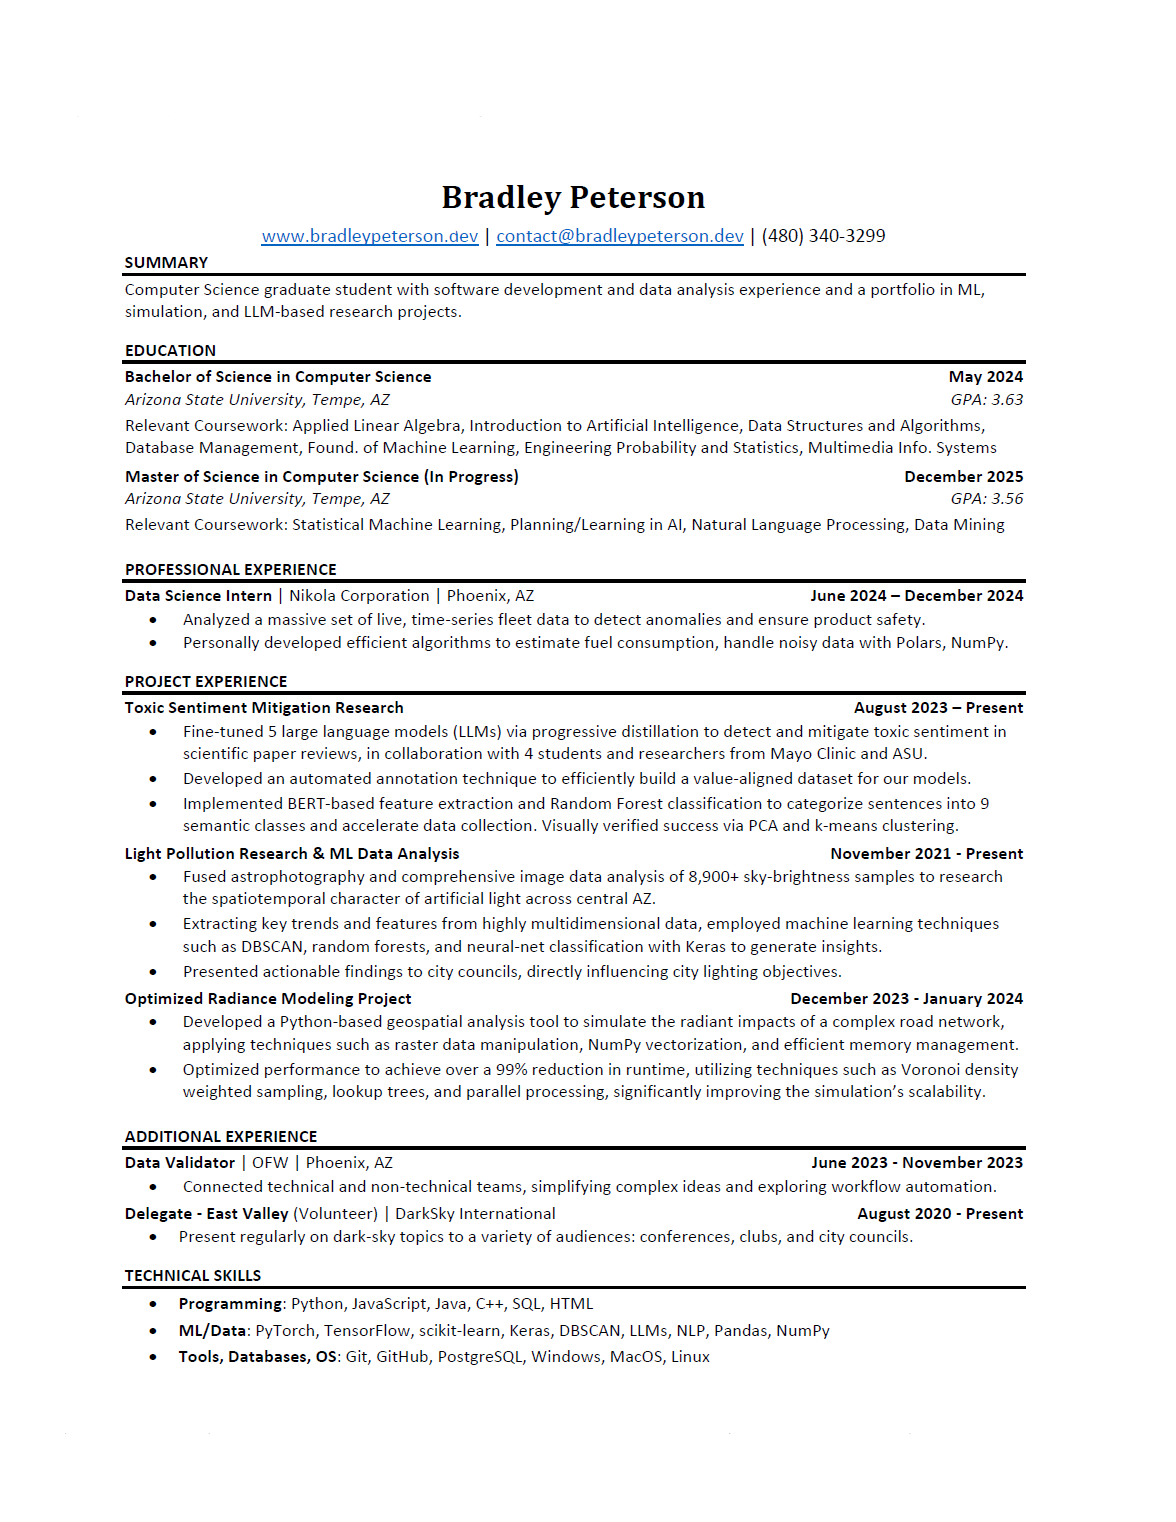 Bradley Peterson
www.bradleypeterson.dev | contact@bradleypeterson.dev | (480) 340-3299
SUMMARY
Computer Science graduate student with software development and data analysis experience and a portfolio in ML,
simulation, and LLM-based research projects.
EDUCATION
Bachelor of Science in Computer Science May 2024
Arizona State University, Tempe, AZ GPA: 3.63
Relevant Coursework: Applied Linear Algebra, Introduction to Artificial Intelligence, Data Structures and Algorithms,
Database Management, Found. of Machine Learning, Engineering Probability and Statistics, Multimedia Info. Systems
Master of Science in Computer Science (In Progress) December 2025
Arizona State University, Tempe, AZ GPA: 3.56
Relevant Coursework: Statistical Machine Learning, Planning/Learning in AI, Natural Language Processing, Data Mining
PROFESSIONAL EXPERIENCE
Data Science Intern | Nikola Corporation | Phoenix, AZ June 2024 – December 2024
• Analyzed a massive set of live, time-series fleet data to detect anomalies and ensure product safety.
• Personally developed efficient algorithms to estimate fuel consumption, handle noisy data with Polars, NumPy.
PROJECT EXPERIENCE
Toxic Sentiment Mitigation Research August 2023 – Present
• Fine-tuned 5 large language models (LLMs) via progressive distillation to detect and mitigate toxic sentiment in
scientific paper reviews, in collaboration with 4 students and researchers from Mayo Clinic and ASU.
• Developed an automated annotation technique to efficiently build a value-aligned dataset for our models.
• Implemented BERT-based feature extraction and Random Forest classification to categorize sentences into 9
semantic classes and accelerate data collection. Visually verified success via PCA and k-means clustering.
Light Pollution Research & ML Data Analysis November 2021 - Present
• Fused astrophotography and comprehensive image data analysis of 8,900+ sky-brightness samples to research
the spatiotemporal character of artificial light across central AZ.
• Extracting key trends and features from highly multidimensional data, employed machine learning techniques
such as DBSCAN, random forests, and neural-net classification with Keras to generate insights.
• Presented actionable findings to city councils, directly influencing city lighting objectives.
Optimized Radiance Modeling Project December 2023 - January 2024
• Developed a Python-based geospatial analysis tool to simulate the radiant impacts of a complex road network,
applying techniques such as raster data manipulation, NumPy vectorization, and efficient memory management.
• Optimized performance to achieve over a 99% reduction in runtime, utilizing techniques such as Voronoi density
weighted sampling, lookup trees, and parallel processing, significantly improving the simulation’s scalability.
ADDITIONAL EXPERIENCE
Data Validator | OFW | Phoenix, AZ June 2023 - November 2023
• Connected technical and non-technical teams, simplifying complex ideas and exploring workflow automation.
Delegate - East Valley (Volunteer) | DarkSky International August 2020 - Present
• Present regularly on dark-sky topics to a variety of audiences: conferences, clubs, and city councils.
TECHNICAL SKILLS
• Programming: Python, JavaScript, Java, C++, SQL, HTML
• ML/Data: PyTorch, TensorFlow, scikit-learn, Keras, DBSCAN, LLMs, NLP, Pandas, NumPy
• Tools, Databases, OS: Git, GitHub, PostgreSQL, Windows, MacOS, Linux